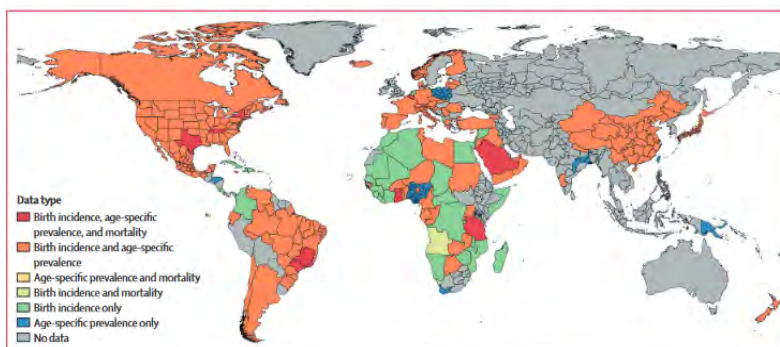 Data type
Birth incidence, age-specific
prevalence, and mortality
Birth incidence and age-specific
prevalence
Age-specific prevalence and mortality
Birth incidence and mortality
Birth incidence only
Age-specific prevalence only
No data